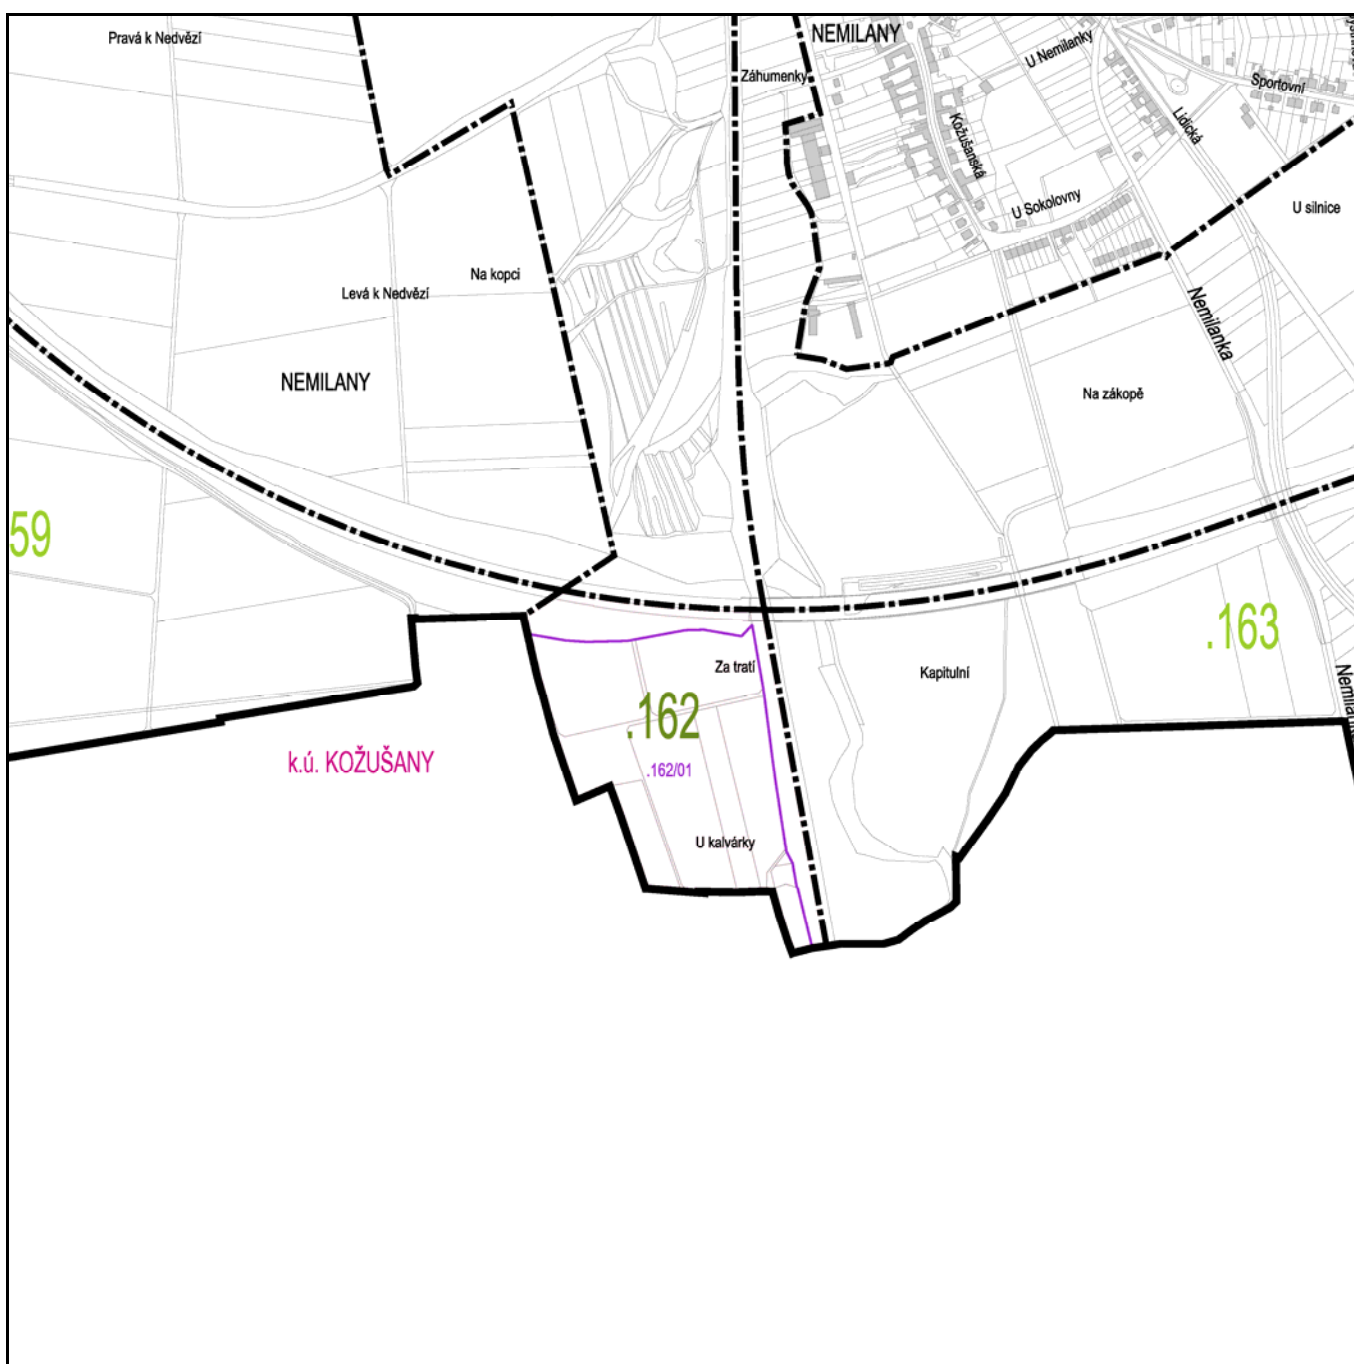 Pravá k Nedvězí
NEMILANY
U Nemilanky
Záhumenky
Sportovní
Lidická
Kožušanská
U Sokolovny
U silnice
Na kopci
Levá k Nedvězí
Nemilanka
NEMILANY
Na zákopě
59
.163
Za tratí
Kapitulní
.162
k.ú. KOŽUŠANY
.162/01
U kalvárky